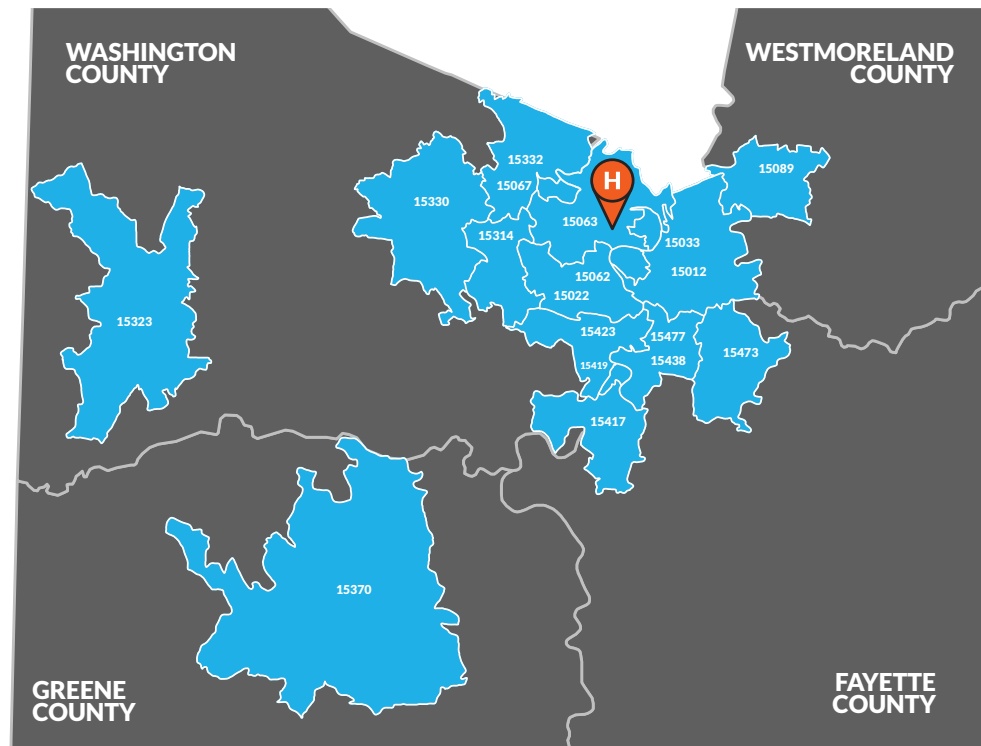 WASHINGTON
COUNTY
WESTMORELAND
COUNTY
15332
15089
15067
H
15330
15063
15314
15033
15062
15012
15022
15323
15423
15477
15473
15438
15419
15417
15370
GREENE
COUNTY
FAYETTE
COUNTY